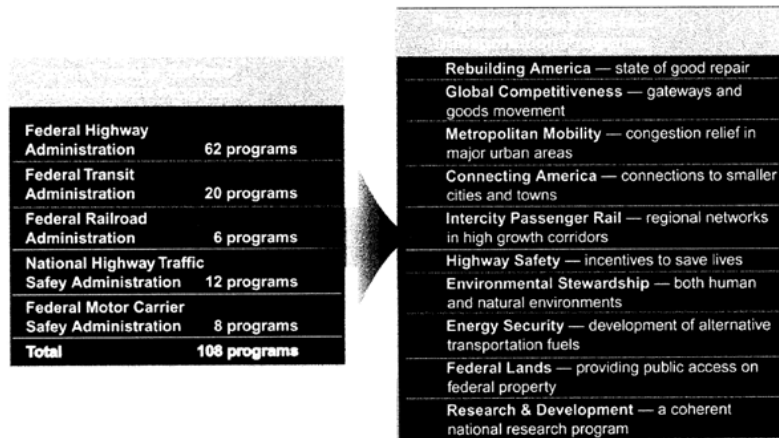 Federal Highway
Administration 62 programs
Federal Transit
Administration 20 programs
Federal Railroad
Administration 6 programs
National Highway Traffic
Safey Administration 12 programs
Federal Motor Carrier
Safey Administration 8 programs
Total 108 programs
Rebuilding America — state of good repair
Global Competitiveness — gateways and
goods movement
Metropolitan Mobility — congestion relief in
major urban areas
Connecting America — connections to smaller
cities and towns
Intercity Passenger Rail — regional networks
in high growth corridors
Highway Safety — incentives to save lives
Environmental Stewardship — both human
and natural environments
Energy Security — development of alternative
transportation fuels
Federal Lands — providing public access on
federal property
Research & Development — a coherent
national research program